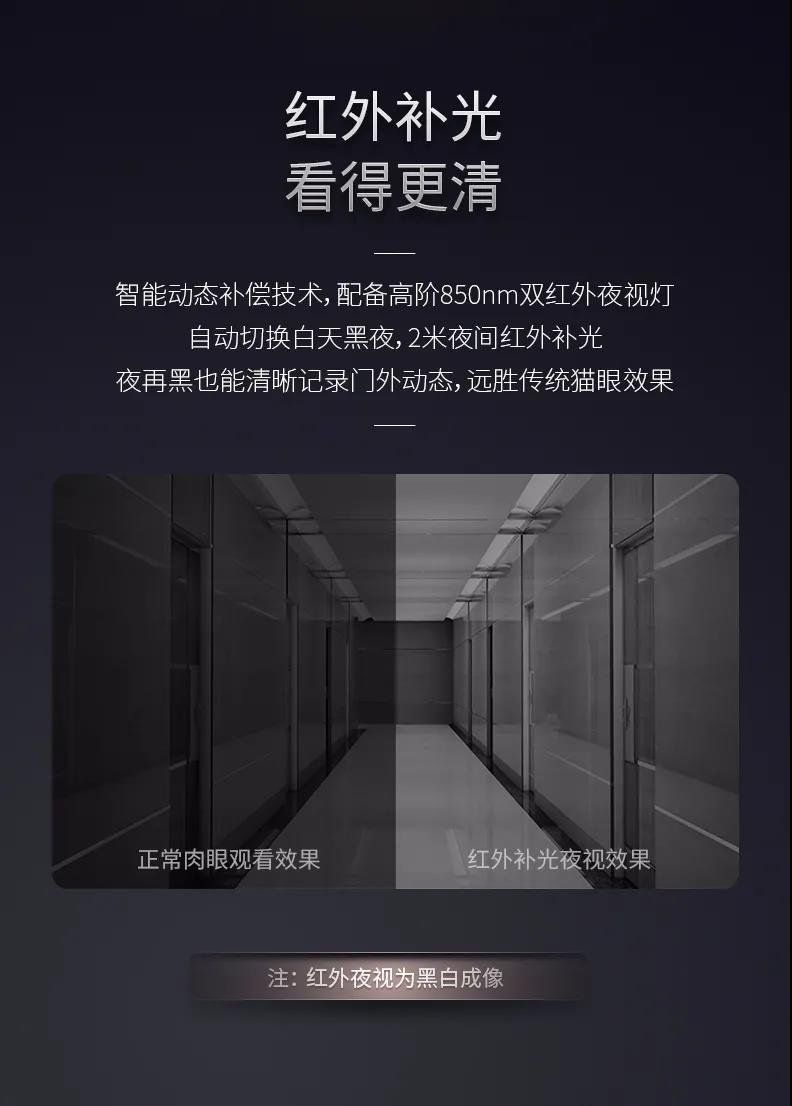 红外补光
看得更清
智能动态补偿技术，配备高阶850nm双红外夜视灯
自动切换白天黑夜，2米夜间红外补光
夜再黑也能清晰记录门外动态，远胜传统猫眼效果
正常肉眼观看效果
红外补光夜视效果
注：红外夜视为黑白成像